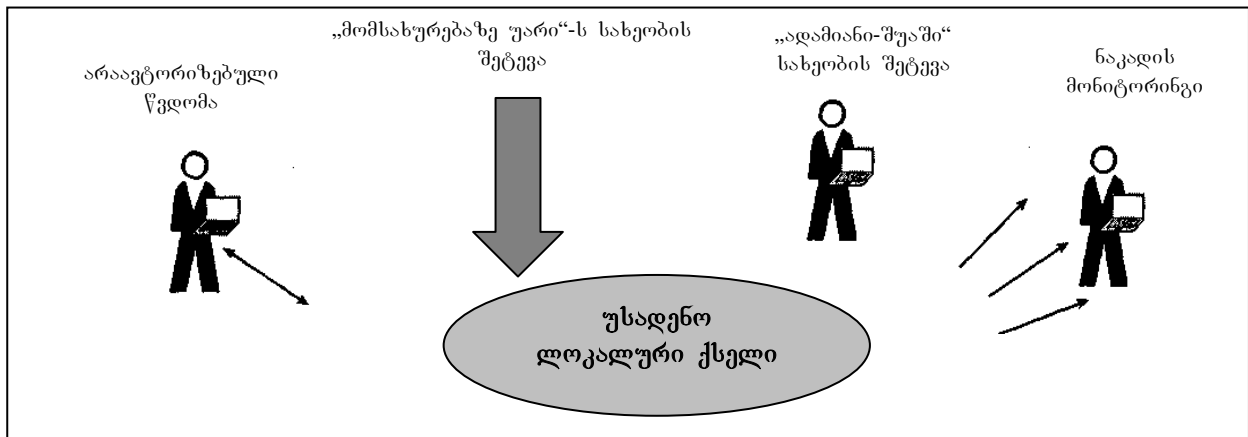 არაავტორიზებული
წვდომა
„მომსახურებაზე უარი“-ს სახეობის
შეტევა
„ადამიანი-შუაში“
სახეობის შეტევა
ნაკადის
მონიტორინგი
უსადენო
ლოკალური ქსელი